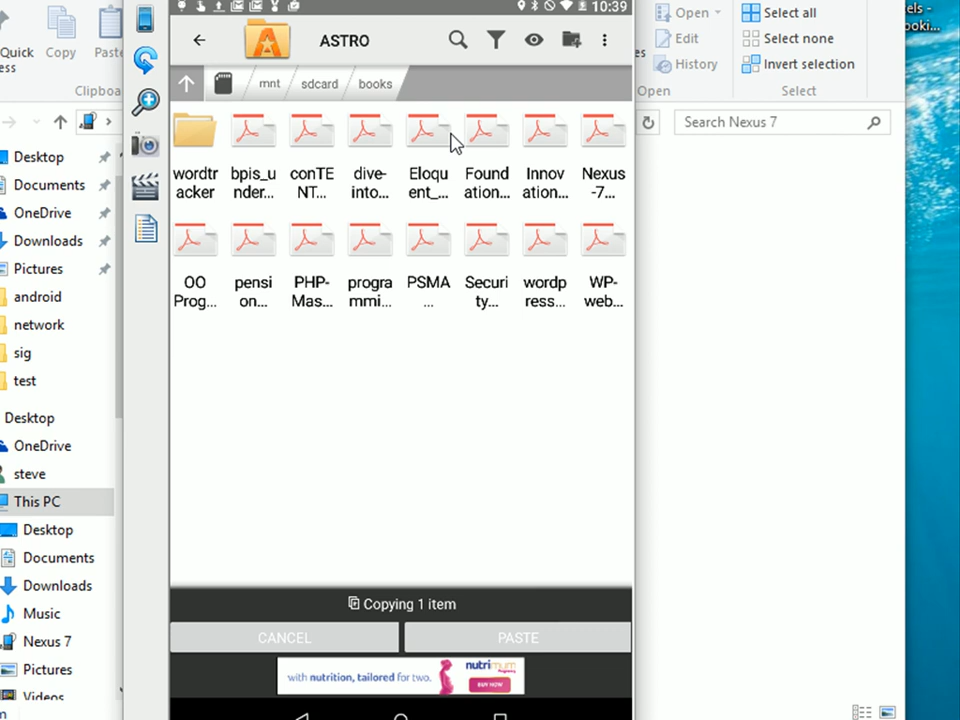 10:39
Open
Select all
Quick
Copy
Paste
ASTRO
Edit
Select none
ess
History
Invert selection
Clipboa
mnt
sdcard
books
Open
Select
Search Nexus 7
Desktop
Documents
OneDrive
Downloads
Pictures
android
network
sig
test
Desktop
OneDrive
steve
This PC
Desktop
Documents
Downloads
Music
Nexus 7
Pictures
Videos
wordtr
acker
bpis_u
nder...
conTE
NT...
dive-
into...
Eloqu
ent_...
Found
ation...
Innov
ation...
Nexus
-7...
OO
Prog...
pensi
on...
PHP-
Mas...
progra
mmi...
PSMA
...
Securi
ty...
wordp
ress...
WP-
web...
Copying 1 item
CANCEL
PASTE
with nutrition, tailored for two.
nutrimum
BUY NOW